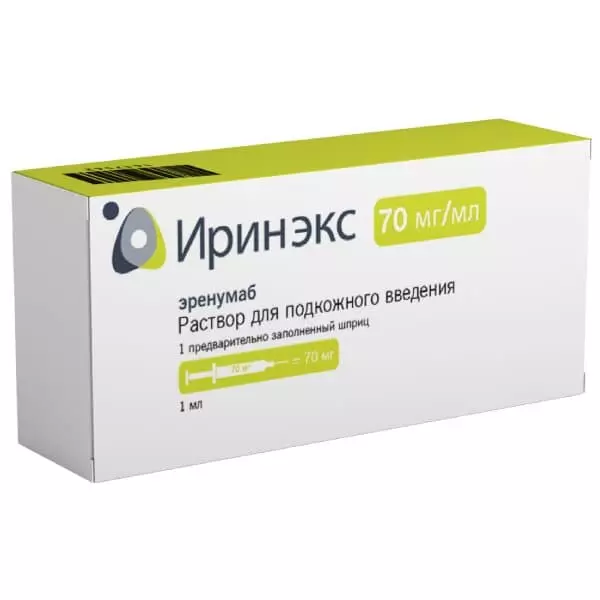 Иринэкс 70 мг/мл
эренумаб
Раствор для подкожного введения
1 предварительно заполненный шприц
70 мг = 70 мг
1 мл